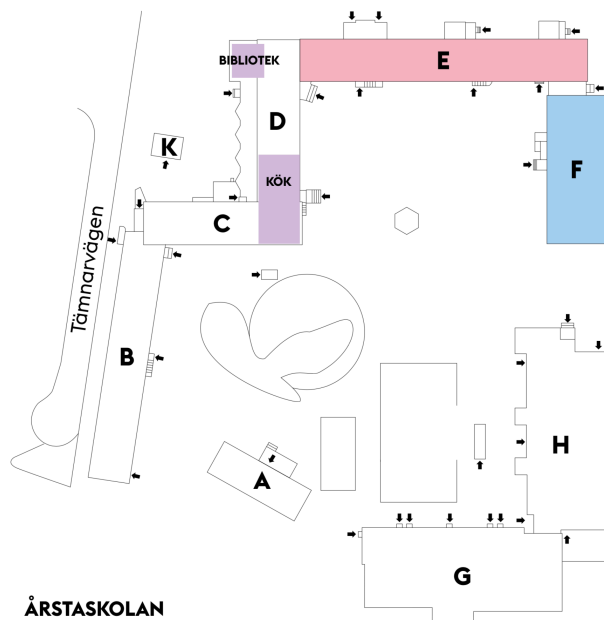 E
BIBLIOTEK
D
K
F
KÖK
C
Tämnarvägen
B
H
A
G
ÅRSTASKOLAN